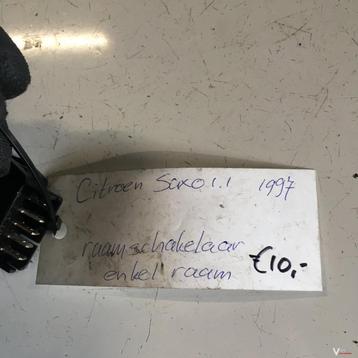 Citroen Saxo 1.1 1997
raamschakelaar
enkel raam €10,-